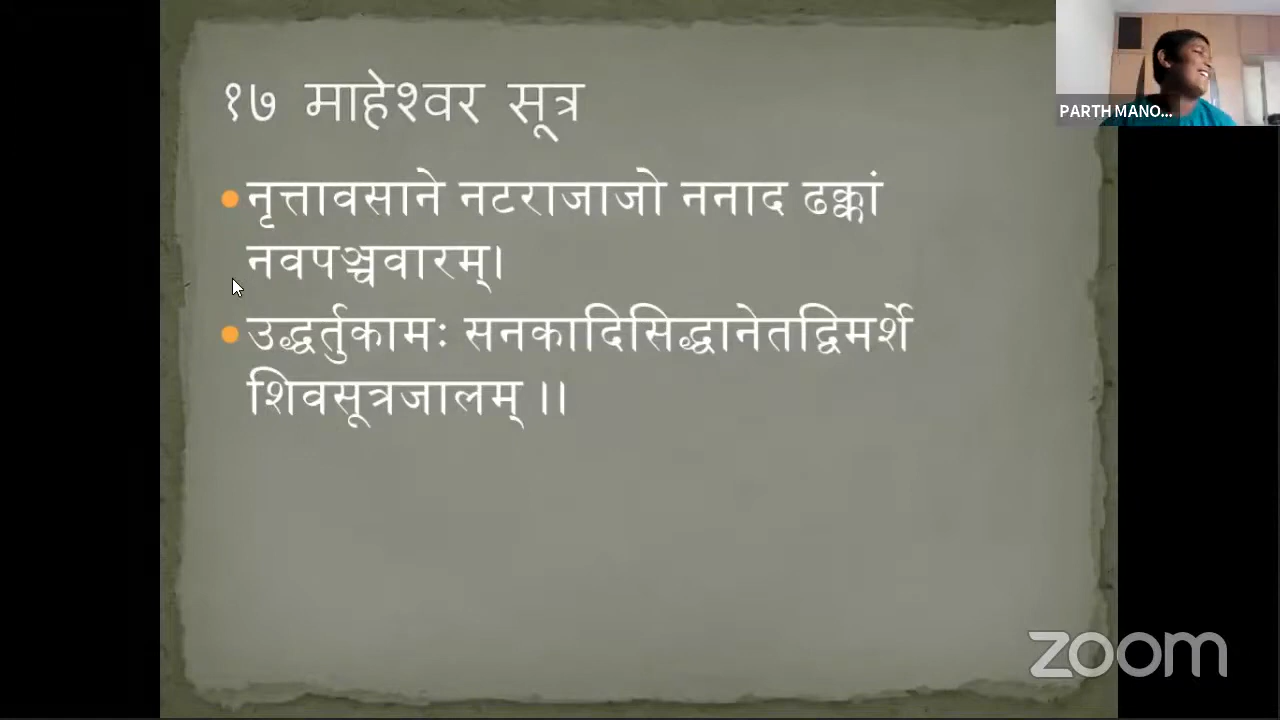 १७ माहेश्वर सूत्र
नृत्तावसाने नटराजाजो ननाद ढक्कां
नवपञ्चवारम्।
उद्धर्तुकामः सनकादिसिद्धानेतद्विमर्शे
शिवसूत्रजालम् ।।
PARTH MANO...
zoom